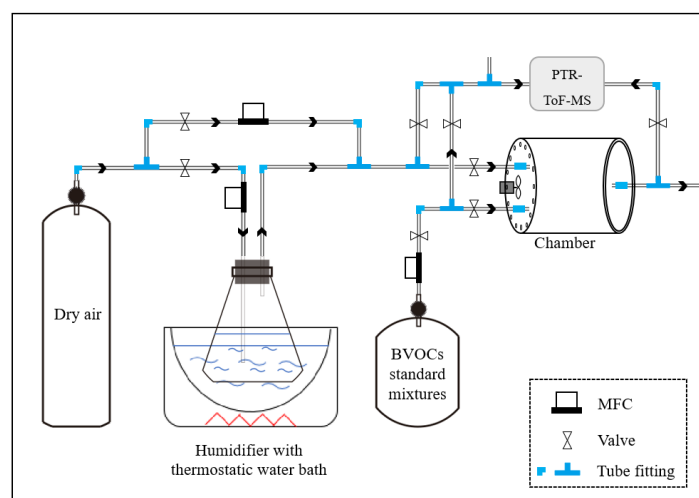 PTR-
ToF-MS
Chamber
Dry air
BVOCs
standard
mixtures
Humidifier with
thermostatic water bath
MFC
Valve
Tube fitting